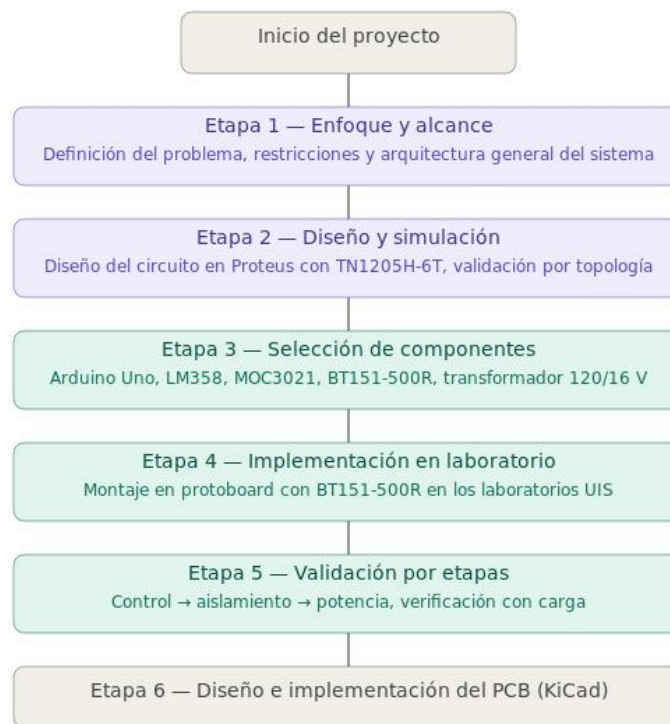 Inicio del proyecto
Etapa 1 — Enfoque y alcance
Definición del problema, restricciones y arquitectura general del sistema
Etapa 2 — Diseño y simulación
Diseño del circuito en Proteus con TN1205H-6T, validación por topología
Etapa 3 — Selección de componentes
Arduino Uno, LM358, MOC3021, BT151-500R, transformador 120/16 V
Etapa 4 — Implementación en laboratorio
Montaje en protoboard con BT151-500R en los laboratorios UIS
Etapa 5 — Validación por etapas
Control → aislamiento → potencia, verificación con carga
Etapa 6 — Diseño e implementación del PCB (KiCad)